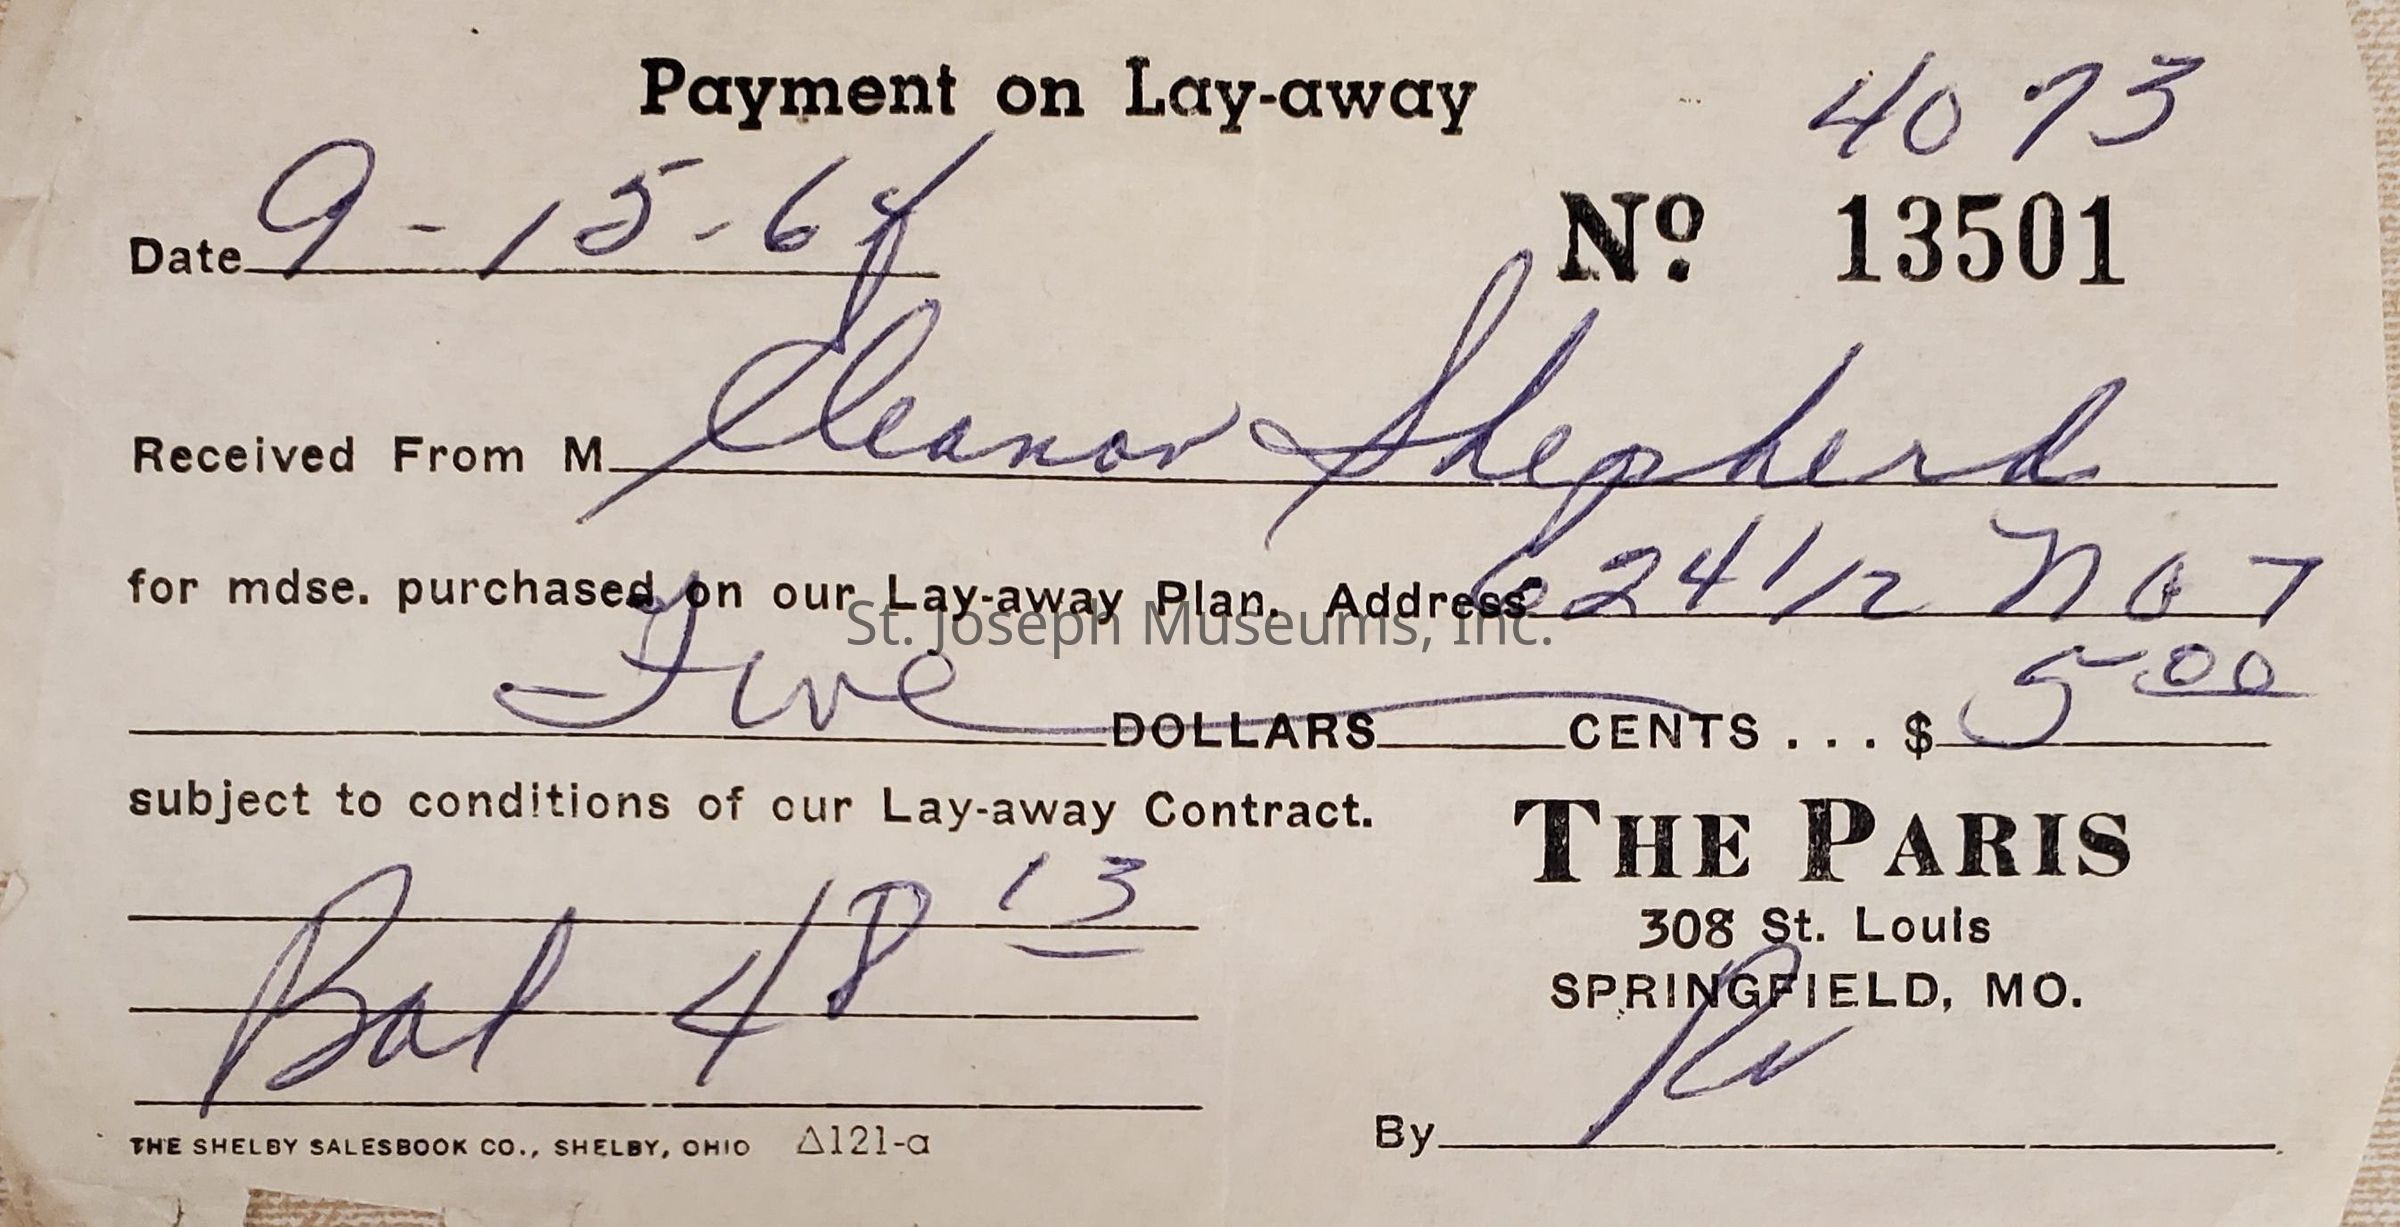 Payment on Lay-away
4073
Date 9-15-64
Nº 13501
Received From M Eleanor Shepherd
for mdse. purchased on our Lay-away Plan. Address 624 1/2 No 7
St. Joseph Museums, Inc.
Five DOLLARS CENTS . . . $ 5 00
subject to conditions of our Lay-away Contract.
THE PARIS
308 St. Louis
SPRINGFIELD, MO.
Bal 48 13
By
THE SHELBY SALESBOOK CO., SHELBY, OHIO Δ121-a